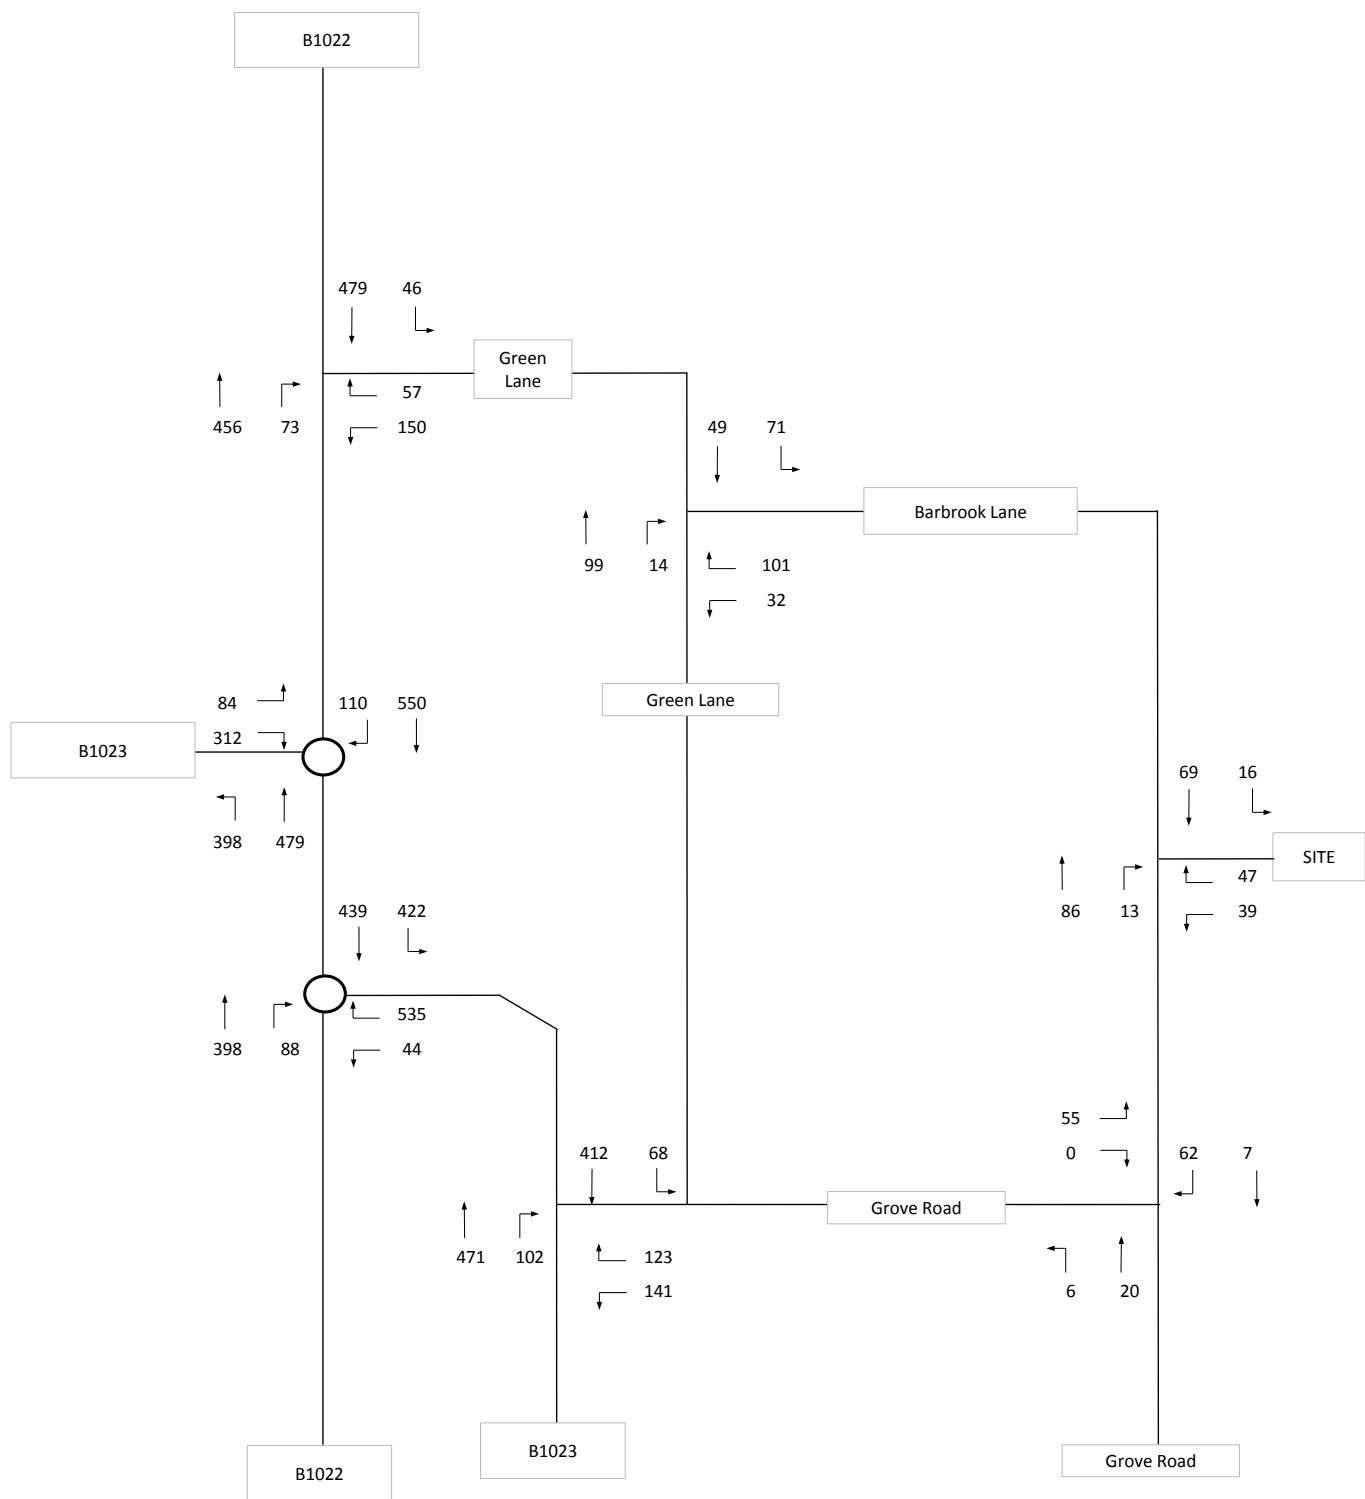 B1022
479 46
Green
Lane
57
456 73 150
49 71
Barbrook Lane
99 14 101
32
84 110 550
Green Lane
312
B1023
69 16
398 479
SITE
47
86 13 39
439 422
535
398 88 44
55
0 62 7
412 68
Grove Road
471 102 123
141 6 20
B1023
Grove Road
B1022